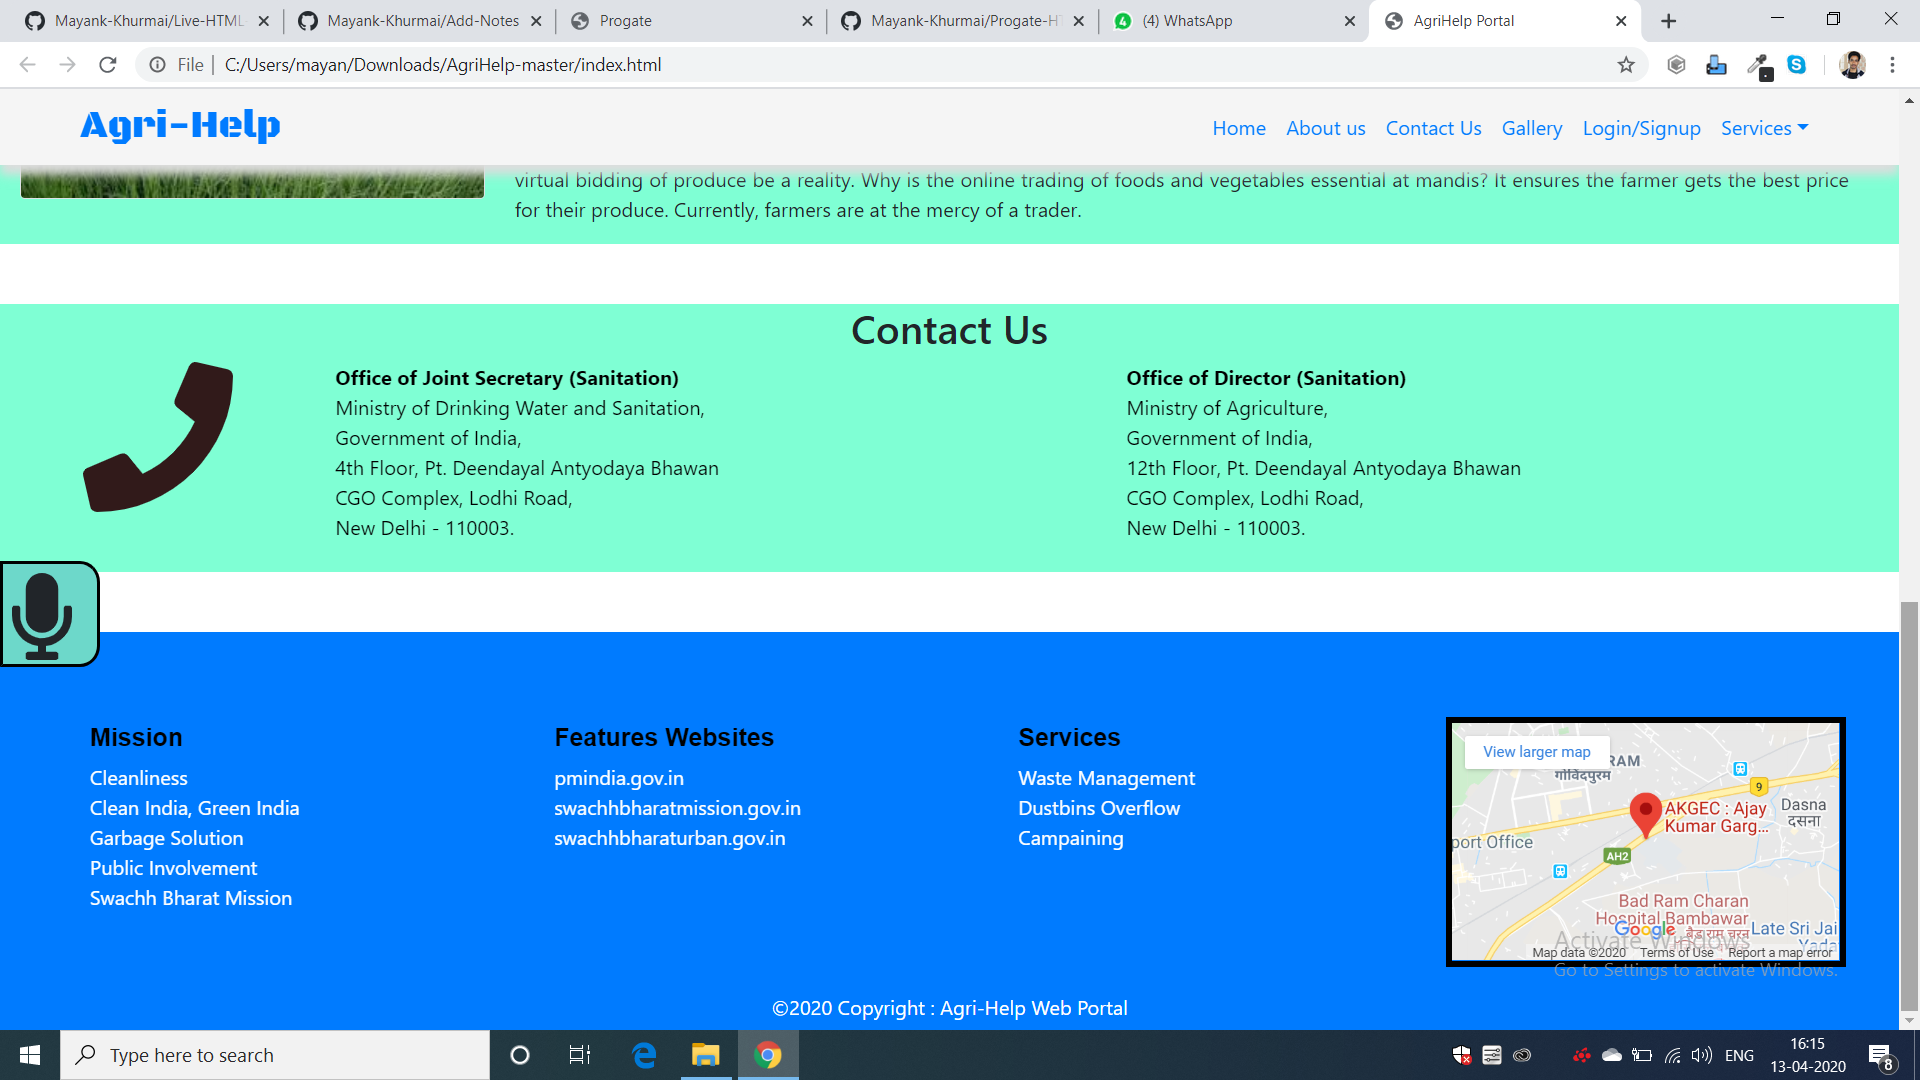 Mayank-Khurmai/Live-HTML
Mayank-Khurmai/Add-Notes
Progate
Mayank-Khurmai/Progate-H
(4) WhatsApp
AgriHelp Portal
File | C:/Users/mayan/Downloads/AgriHelp-master/index.html
Agri-Help
Home
About us
Contact Us
Gallery
Login/Signup
Services
virtual bidding of produce be a reality. Why is the online trading of foods and vegetables essential at mandis? It ensures the farmer gets the best price
for their produce. Currently, farmers are at the mercy of a trader.
Contact Us
Office of Joint Secretary (Sanitation)
Ministry of Drinking Water and Sanitation,
Government of India,
4th Floor, Pt. Deendayal Antyodaya Bhawan
CGO Complex, Lodhi Road,
New Delhi - 110003.
Office of Director (Sanitation)
Ministry of Agriculture,
Government of India,
12th Floor, Pt. Deendayal Antyodaya Bhawan
CGO Complex, Lodhi Road,
New Delhi - 110003.
Mission
Cleanliness
Clean India, Green India
Garbage Solution
Public Involvement
Swachh Bharat Mission
Features Websites
pmindia.gov.in
swachhbharatmission.gov.in
swachhbharaturban.gov.in
Services
Waste Management
Dustbins Overflow
Campaining
View larger map
RAM
गोविंदपुरम
9
Dasna
दसना
AKGEC : Ajay
Kumar Garg...
port Office
AH2
Bad Ram Charan
Hospital Bambawar
Late Sri Jai
Google
Map data ©2020
Terms of Use
Report a map error
Activate Windows
Go to Settings to activate Windows.
©2020 Copyright : Agri-Help Web Portal
Type here to search
ENG
16:15
13-04-2020
8